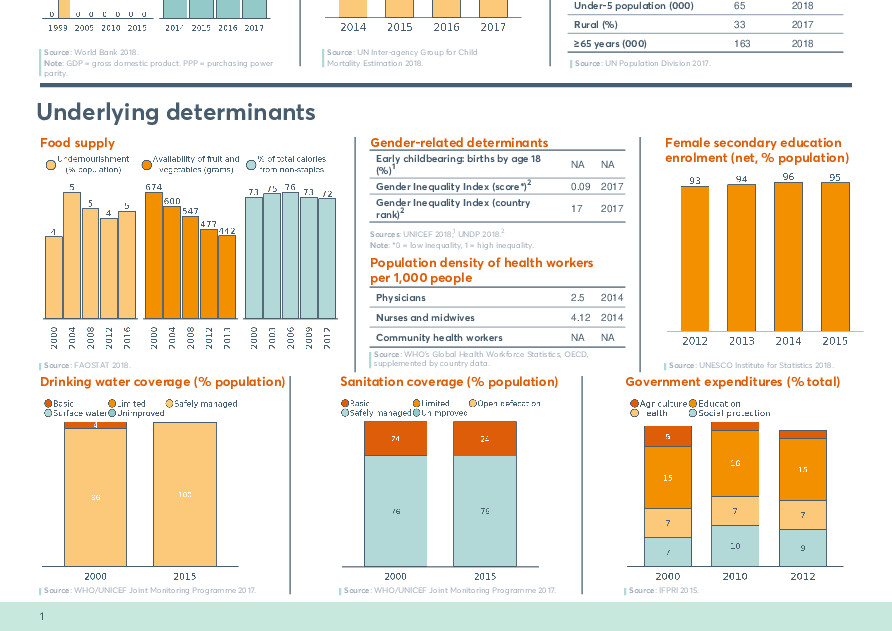 0 0 0 0 0
1999 2005 2010 2015
2014 2015 2016 2017
Source: World Bank 2018.
Note: GDP = gross domestic product. PPP = purchasing power
parity.
2014 2015 2016 2017
Source: UN Inter-agency Group for Child
Mortality Estimation 2018.
Under-5 population (000) 65 2018
Rural (%) 33 2017
≥65 years (000) 163 2018
Source: UN Population Division 2017.
Underlying determinants
Food supply
Undernourishment
(% population)
Availability of fruit and
vegetables (grams)
% of total calories
from non-staples
4 5 5 4 5
674 600 547 477 442
73 75 76 73 72
2000 2004 2008 2012 2016
2000 2004 2008 2012 2013
2000 2003 2006 2009 2012
Source: FAOSTAT 2018.
Gender-related determinants
Early childbearing: births by age 18
(%)1 NA NA
Gender Inequality Index (score*)2 0.09 2017
Gender Inequality Index (country
rank)2 17 2017
Sources: UNICEF 2018,1 UNDP 2018.2
Note: *0 = low inequality, 1 = high inequality.
Population density of health workers
per 1,000 people
Physicians 2.5 2014
Nurses and midwives 4.12 2014
Community health workers NA NA
Source: WHO's Global Health Workforce Statistics, OECD,
supplemented by country data.
Female secondary education
enrolment (net, % population)
93 94 96 95
2012 2013 2014 2015
Source: UNESCO Institute for Statistics 2018.
Drinking water coverage (% population)
Basic Limited Safely managed
Surface water Unimproved
4
96 100
2000 2015
Source: WHO/UNICEF Joint Monitoring Programme 2017.
Sanitation coverage (% population)
Basic Limited Open defecation
Safely managed Unimproved
24 24
76 76
2000 2015
Source: WHO/UNICEF Joint Monitoring Programme 2017.
Government expenditures (% total)
Agriculture Education
Health Social protection
6
15 16 15
7 7 7
7 10 9
2000 2010 2012
Source: IFPRI 2015.
1